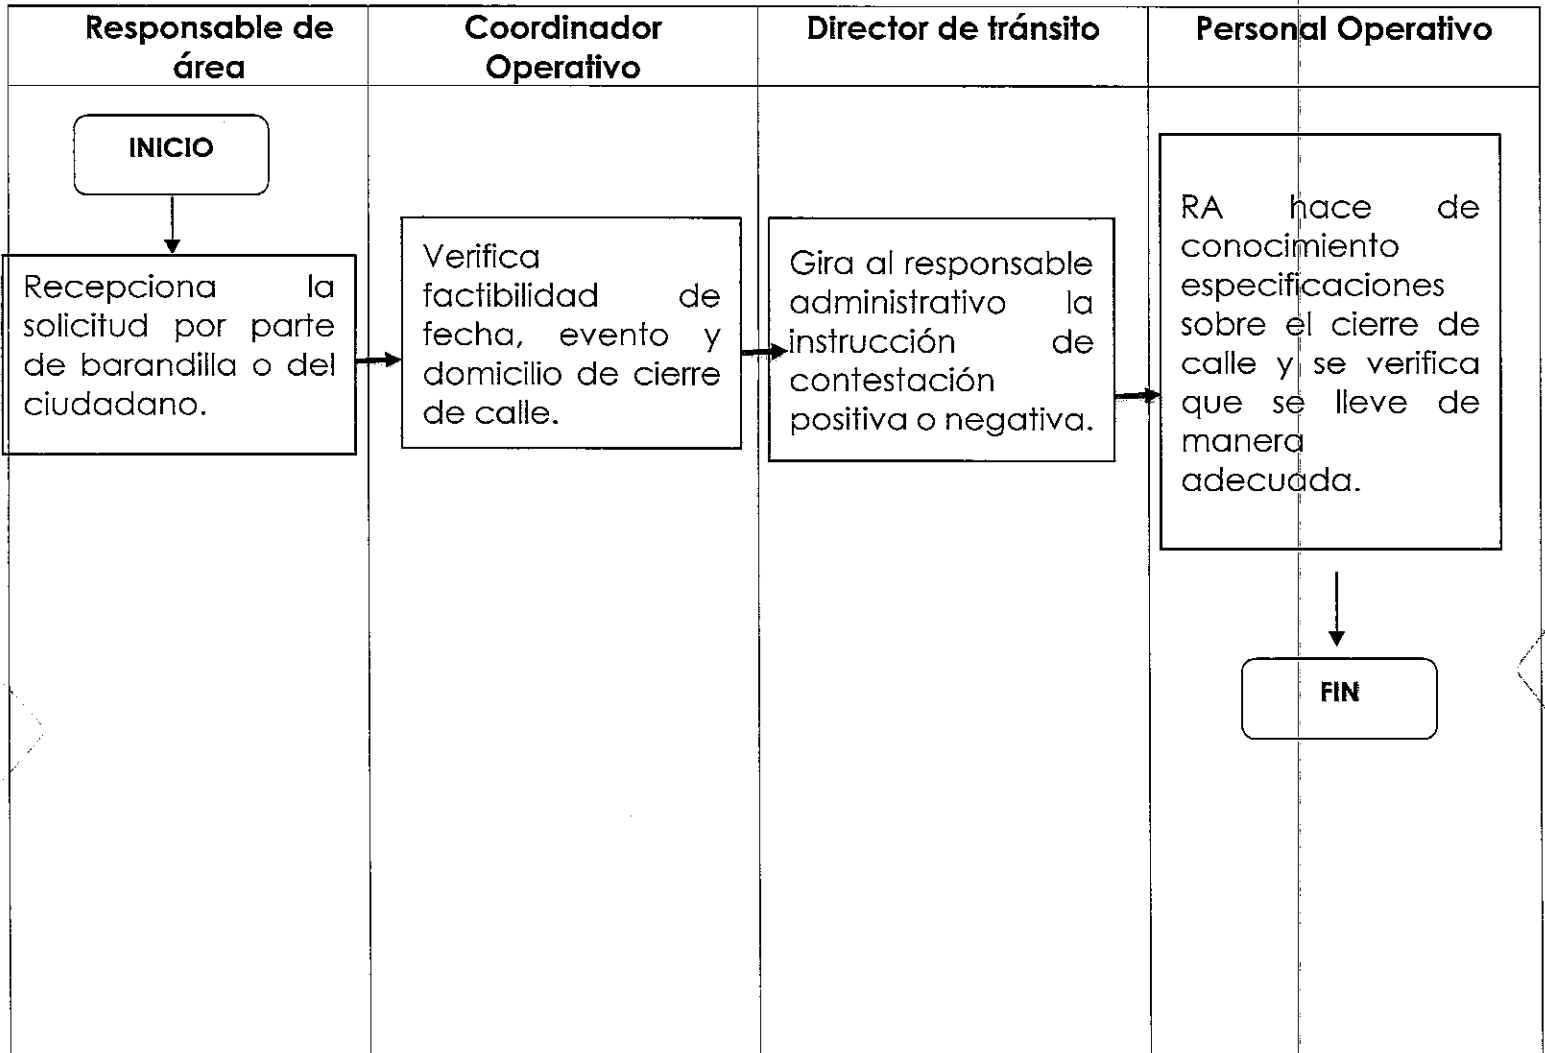 Responsable de
área
Coordinador
Operativo
Director de tránsito
Personal Operativo
INICIO
Recepciona la
solicitud por parte
de barandilla o del
ciudadano.
Verifica
factibilidad de
fecha, evento y
domicilio de cierre
de calle.
Gira al responsable
administrativo la
instrucción de
contestación
positiva o negativa.
RA hace de
conocimiento
especificaciones
sobre el cierre de
calle y se verifica
que se lleve de
manera
adecuada.
FIN